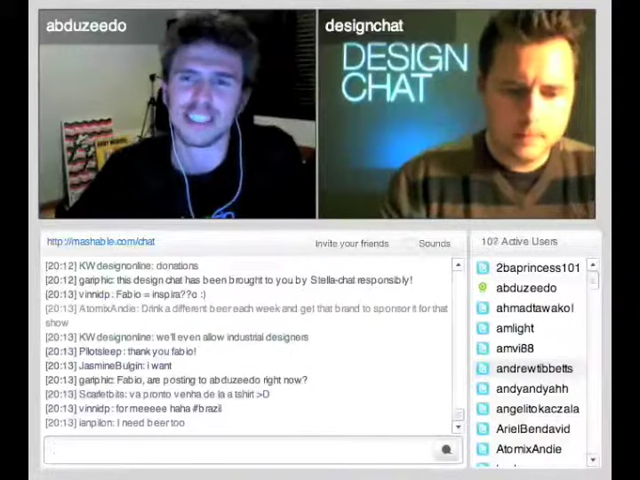 abduzeedo
designchat
DESIGN
CHAT
http://mashable.com/chat
Invite your friends
Sounds
107 Active Users
[20:12] KWdesignonline: donations
[20:12] gariphic: this design chat has been brought to you by Stella-chat responsibly!
[20:13] vinnidp: Fabio = inspira??o :)
[20:13] AtomixAndie: Drink a different beer each week and get that brand to sponsor it for that
show
[20:13] KWdesignonline: we'll even allow industrial designers
[20:13] Pilotsleep: thank you fabio!
[20:13] JasmineBulgin: i want
[20:13] gariphic: Fabio, are posting to abduzeedo right now?
[20:13] Scarletbits: va pronto venha de la a tshirt >D
[20:13] vinnidp: for meeeee haha #brazil
[20:13] ianpilon: I need beer too
2baprincess101
abduzeedo
ahmadtawakol
amlight
amvi88
andrewtibbetts
andyandyahh
angelitokaczala
ArielBendavid
AtomixAndie